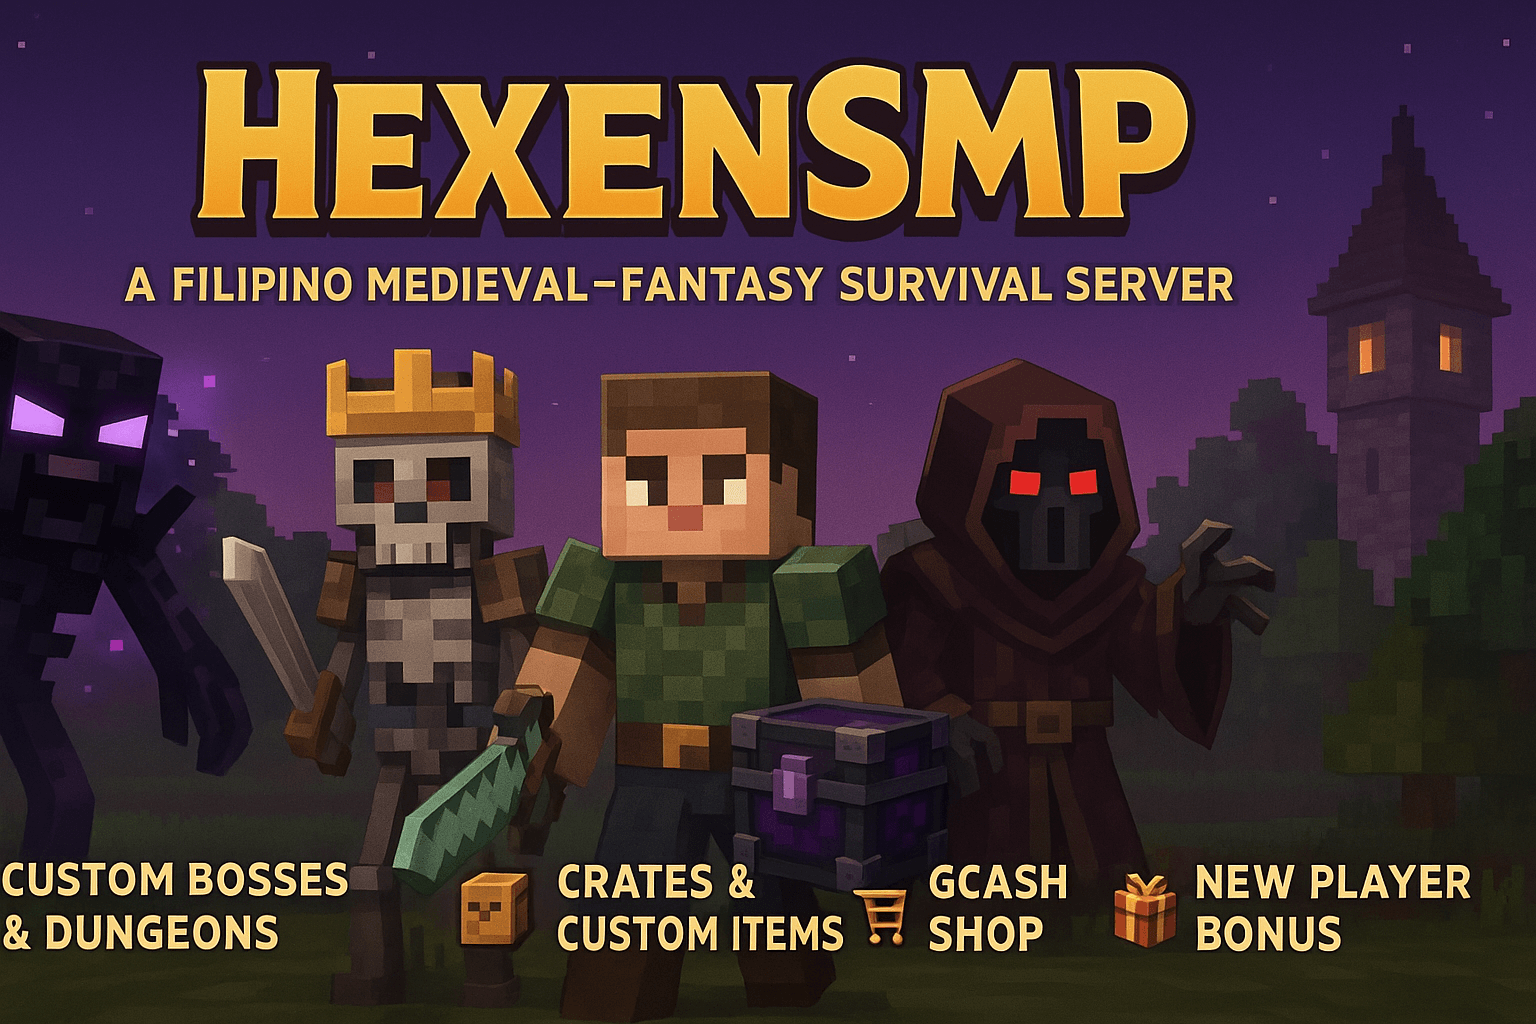 HEXENSMP
A FILIPINO MEDIEVAL–FANTASY SURVIVAL SERVER
CUSTOM BOSSES
& DUNGEONS
CRATES &
CUSTOM ITEMS
GCASH
SHOP
NEW PLAYER
BONUS